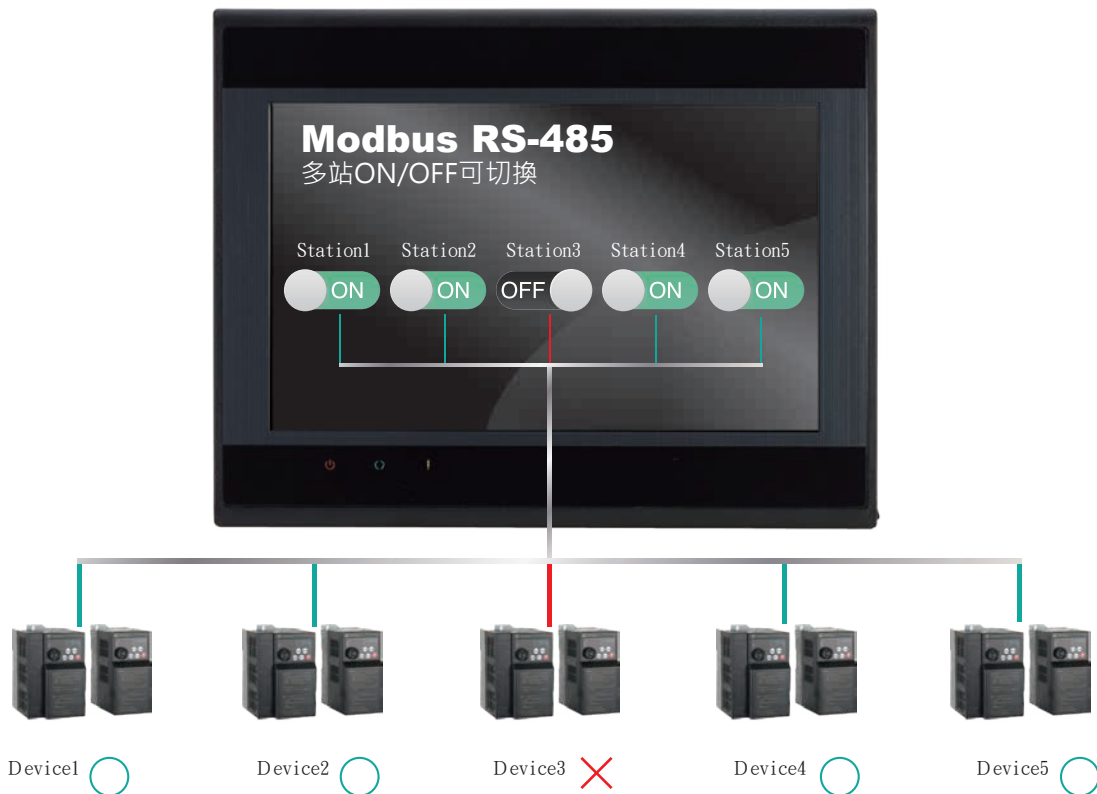 Modbus RS-485
多站ON/OFF可切換
Station1 Station2 Station3 Station4 Station5
ON ON OFF ON ON
Device1 Device2 Device3 Device4 Device5